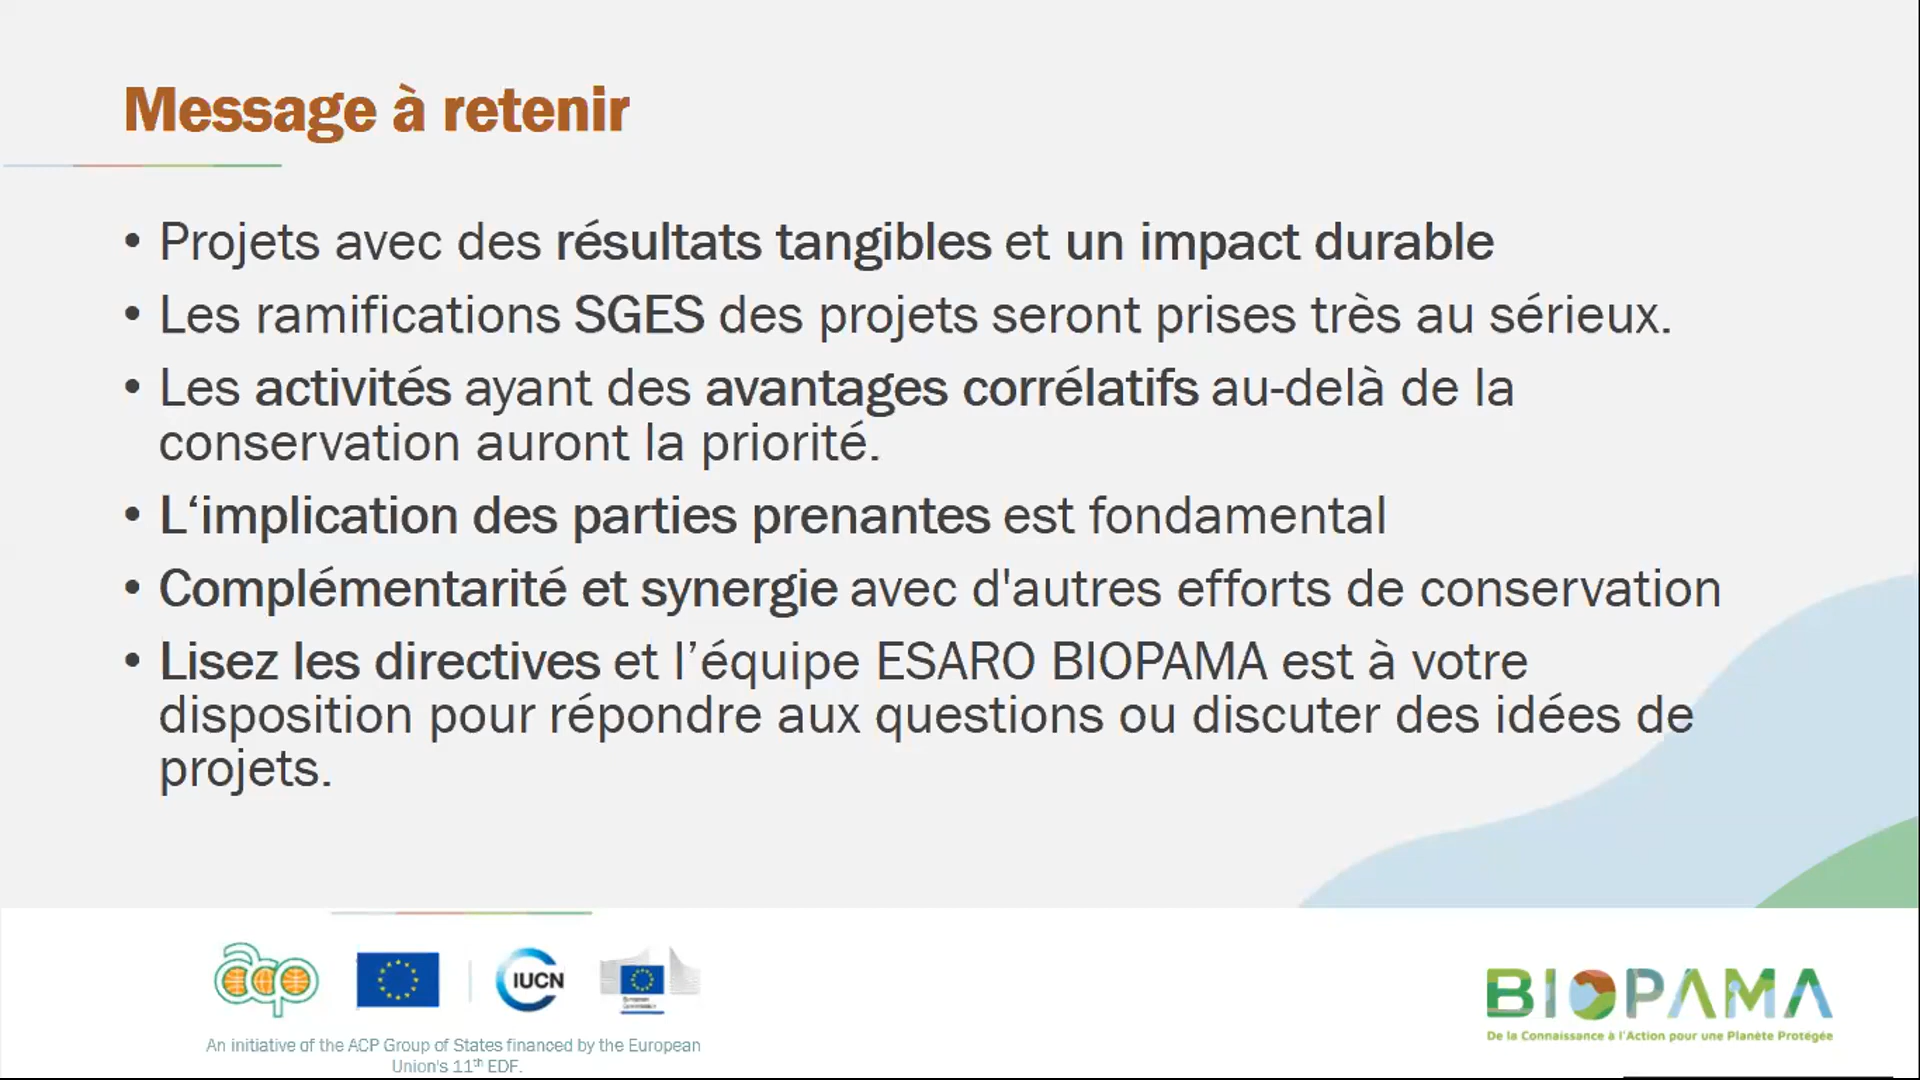 Message à retenir
• Projets avec des résultats tangibles et un impact durable
• Les ramifications SGES des projets seront prises très au sérieux.
• Les activités ayant des avantages corrélatifs au-delà de la
conservation auront la priorité.
• L‘implication des parties prenantes est fondamental
• Complémentarité et synergie avec d'autres efforts de conservation
• Lisez les directives et l’équipe ESARO BIOPAMA est à votre
disposition pour répondre aux questions ou discuter des idées de
projets.
acp
IUCN
European
Commission
An initiative of the ACP Group of States financed by the European
Union's 11th EDF.
BIOPAMA
De la Connaissance à l'Action pour une Planète Protégée